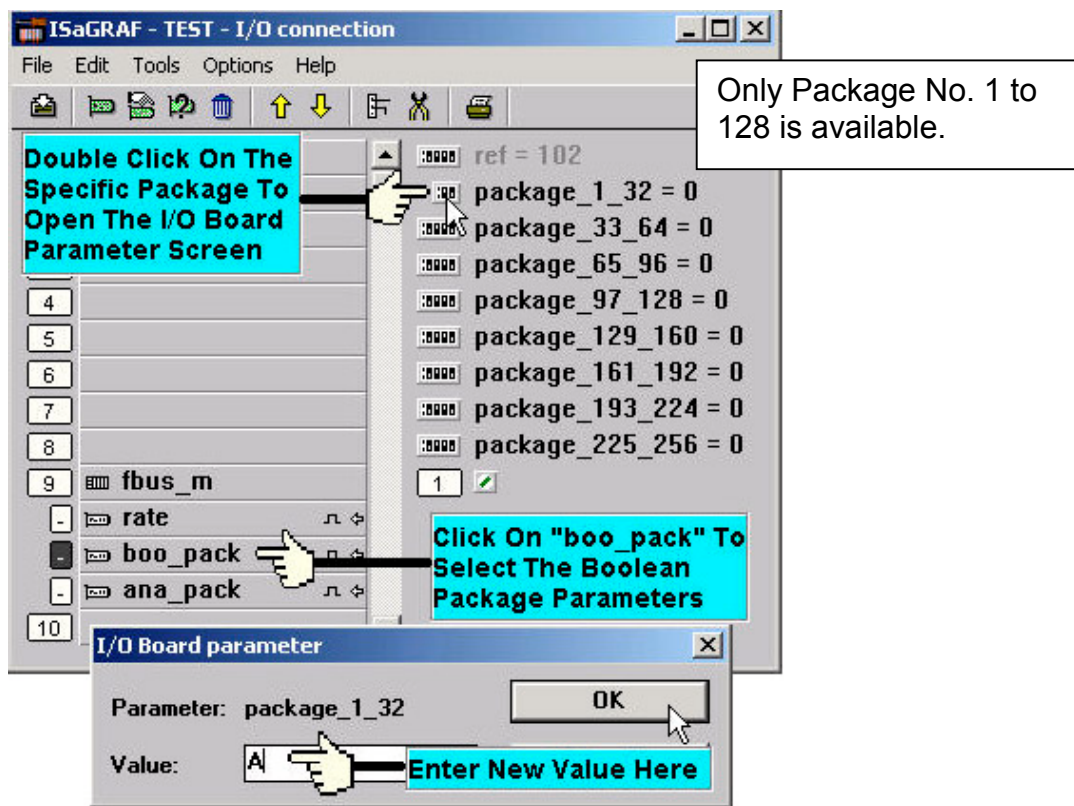 ISaGRAF - TEST - I/O connection
File Edit Tools Options Help
Only Package No. 1 to
128 is available.
Double Click On The
Specific Package To
Open The I/O Board
Parameter Screen
ref = 102
package_1_32 = 0
package_33_64 = 0
package_65_96 = 0
package_97_128 = 0
package_129_160 = 0
package_161_192 = 0
package_193_224 = 0
package_225_256 = 0
1
4
5
6
7
8
9 fbus_m
- rate
- boo_pack
- ana_pack
10
Click On "boo_pack" To
Select The Boolean
Package Parameters
I/O Board parameter
Parameter: package_1_32
OK
Value: A
Enter New Value Here